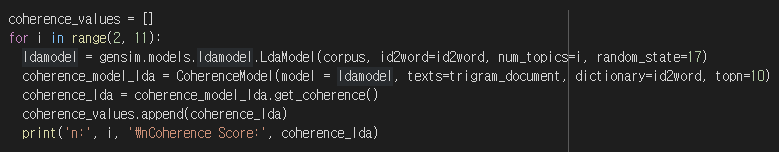 coherence_values = []
for i in range(2, 11):
  ldamodel = gensim.models.ldamodel.LdaModel(corpus, id2word=id2word, num_topics=i, random_state=17)
  coherence_model_lda = CoherenceModel(model = ldamodel, texts=trigram_document, dictionary=id2word, topn=10)
  coherence_lda = coherence_model_lda.get_coherence()
  coherence_values.append(coherence_lda)
  print('n:', i, '₩nCoherence Score:', coherence_lda)